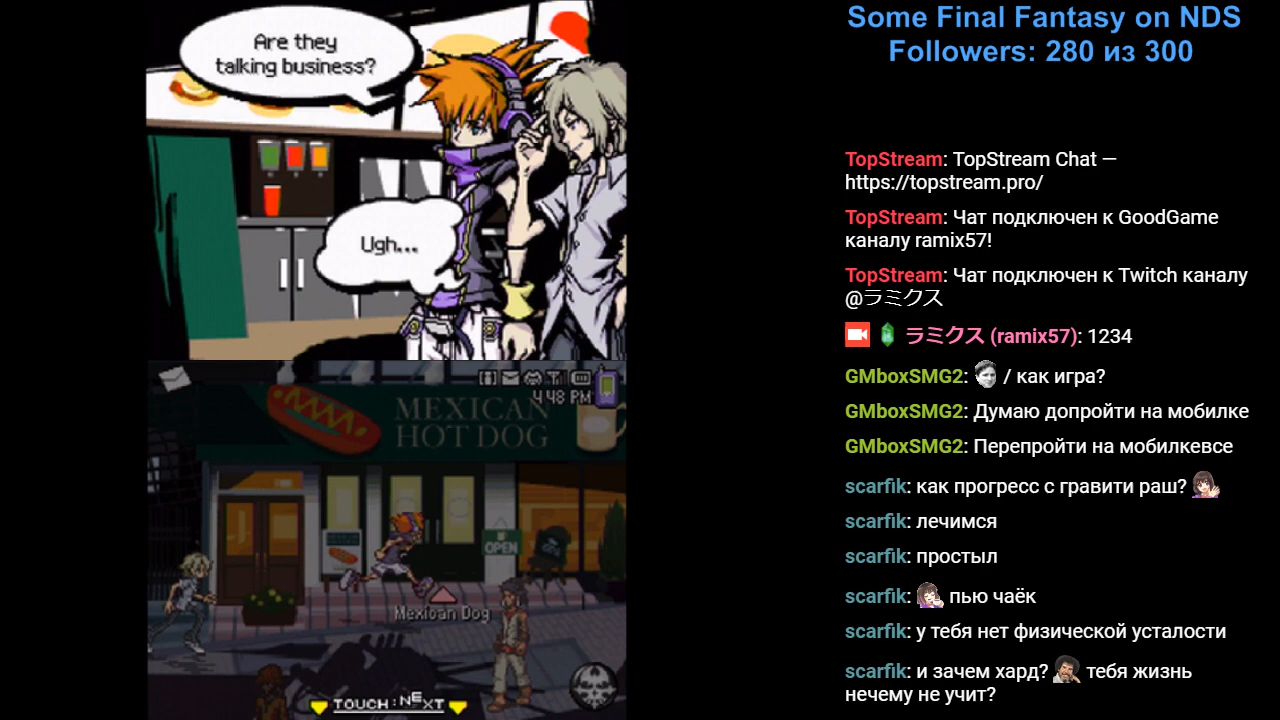 Are they
talking business?
Ugh...
4:48 PM
MEXICAN
HOT DOG
OPEN
Mexican Dog
TOUCH : NEXT
Some Final Fantasy on NDS
Followers: 280 из 300
TopStream: TopStream Chat —
https://topstream.pro/
TopStream: Чат подключен к GoodGame
каналу ramix57!
TopStream: Чат подключен к Twitch каналу
@ラミクス
ラミクス (ramix57): 1234
GMboxSMG2: / как игра?
GMboxSMG2: Думаю допройти на мобилке
GMboxSMG2: Перепройти на мобилкевсе
scarfik: как прогресс с гравити раш?
scarfik: лечимся
scarfik: простыл
scarfik: пью чаёк
scarfik: у тебя нет физической усталости
scarfik: и зачем хард? тебя жизнь
нечему не учит?